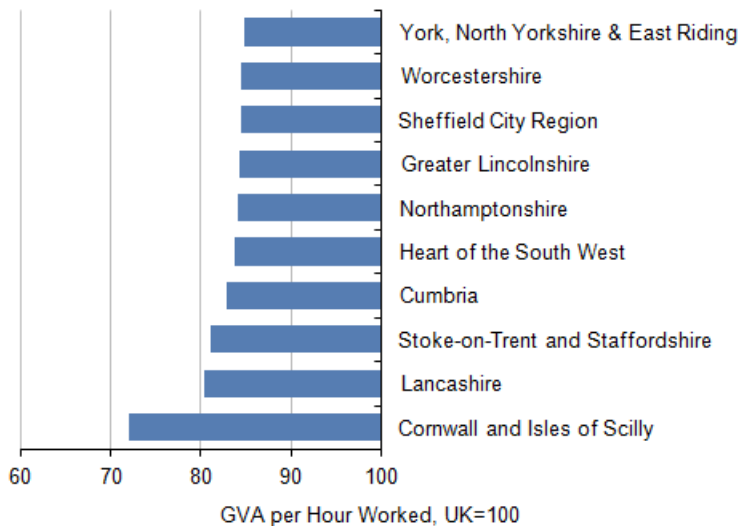 York, North Yorkshire & East Riding
Worcestershire
Sheffield City Region
Greater Lincolnshire
Northamptonshire
Heart of the South West
Cumbria
Stoke-on-Trent and Staffordshire
Lancashire
Cornwall and Isles of Scilly
60 70 80 90 100
GVA per Hour Worked, UK=100